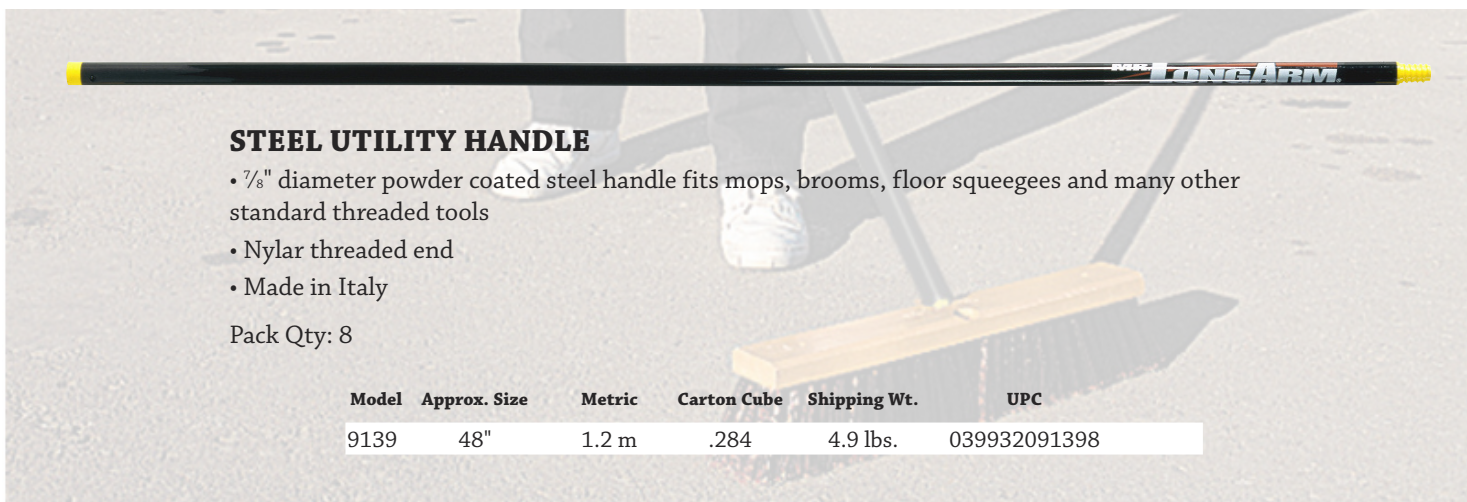 MR. LONGARM®
STEEL UTILITY HANDLE
• ⅞" diameter powder coated steel handle fits mops, brooms, floor squeegees and many other
standard threaded tools
• Nylar threaded end
• Made in Italy
Pack Qty: 8
Model Approx. Size Metric Carton Cube Shipping Wt. UPC
9139 48" 1.2 m .284 4.9 lbs. 039932091398